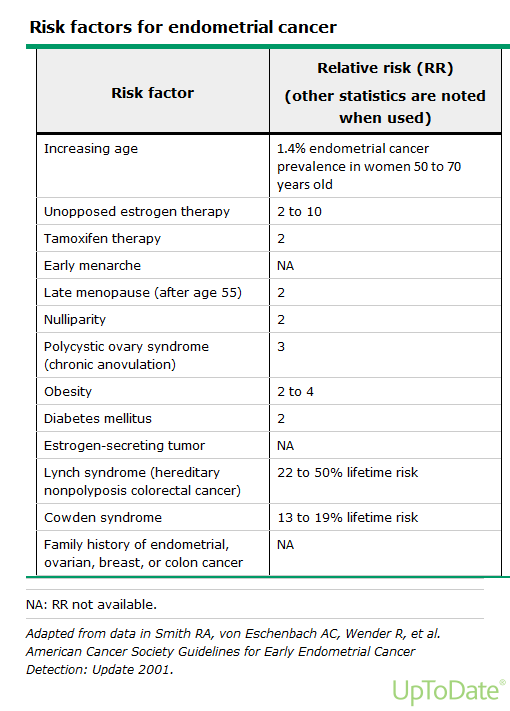 Risk factors for endometrial cancer
Risk factor
Relative risk (RR)
(other statistics are noted
when used)
Increasing age
1.4% endometrial cancer
prevalence in women 50 to 70
years old
Unopposed estrogen therapy
2 to 10
Tamoxifen therapy
2
Early menarche
NA
Late menopause (after age 55)
2
Nulliparity
2
Polycystic ovary syndrome
(chronic anovulation)
3
Obesity
2 to 4
Diabetes mellitus
2
Estrogen-secreting tumor
NA
Lynch syndrome (hereditary
nonpolyposis colorectal cancer)
22 to 50% lifetime risk
Cowden syndrome
13 to 19% lifetime risk
Family history of endometrial,
ovarian, breast, or colon cancer
NA
NA: RR not available.
Adapted from data in Smith RA, von Eschenbach AC, Wender R, et al.
American Cancer Society Guidelines for Early Endometrial Cancer
Detection: Update 2001.
UpToDate®